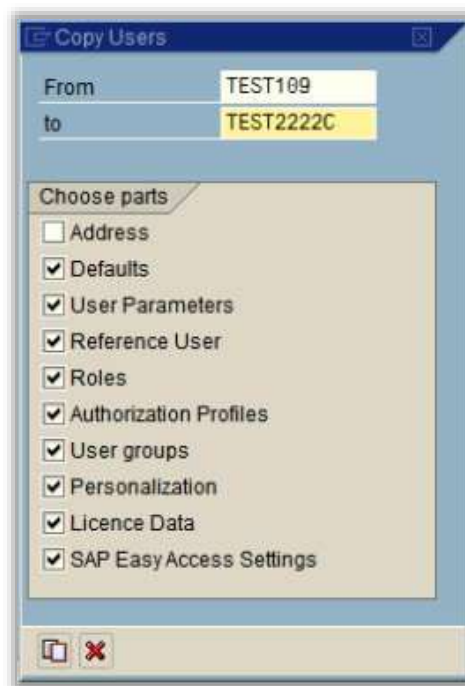 Copy Users
From TEST109
to TEST2222C
Choose parts
Address
Defaults
User Parameters
Reference User
Roles
Authorization Profiles
User groups
Personalization
Licence Data
SAP Easy Access Settings